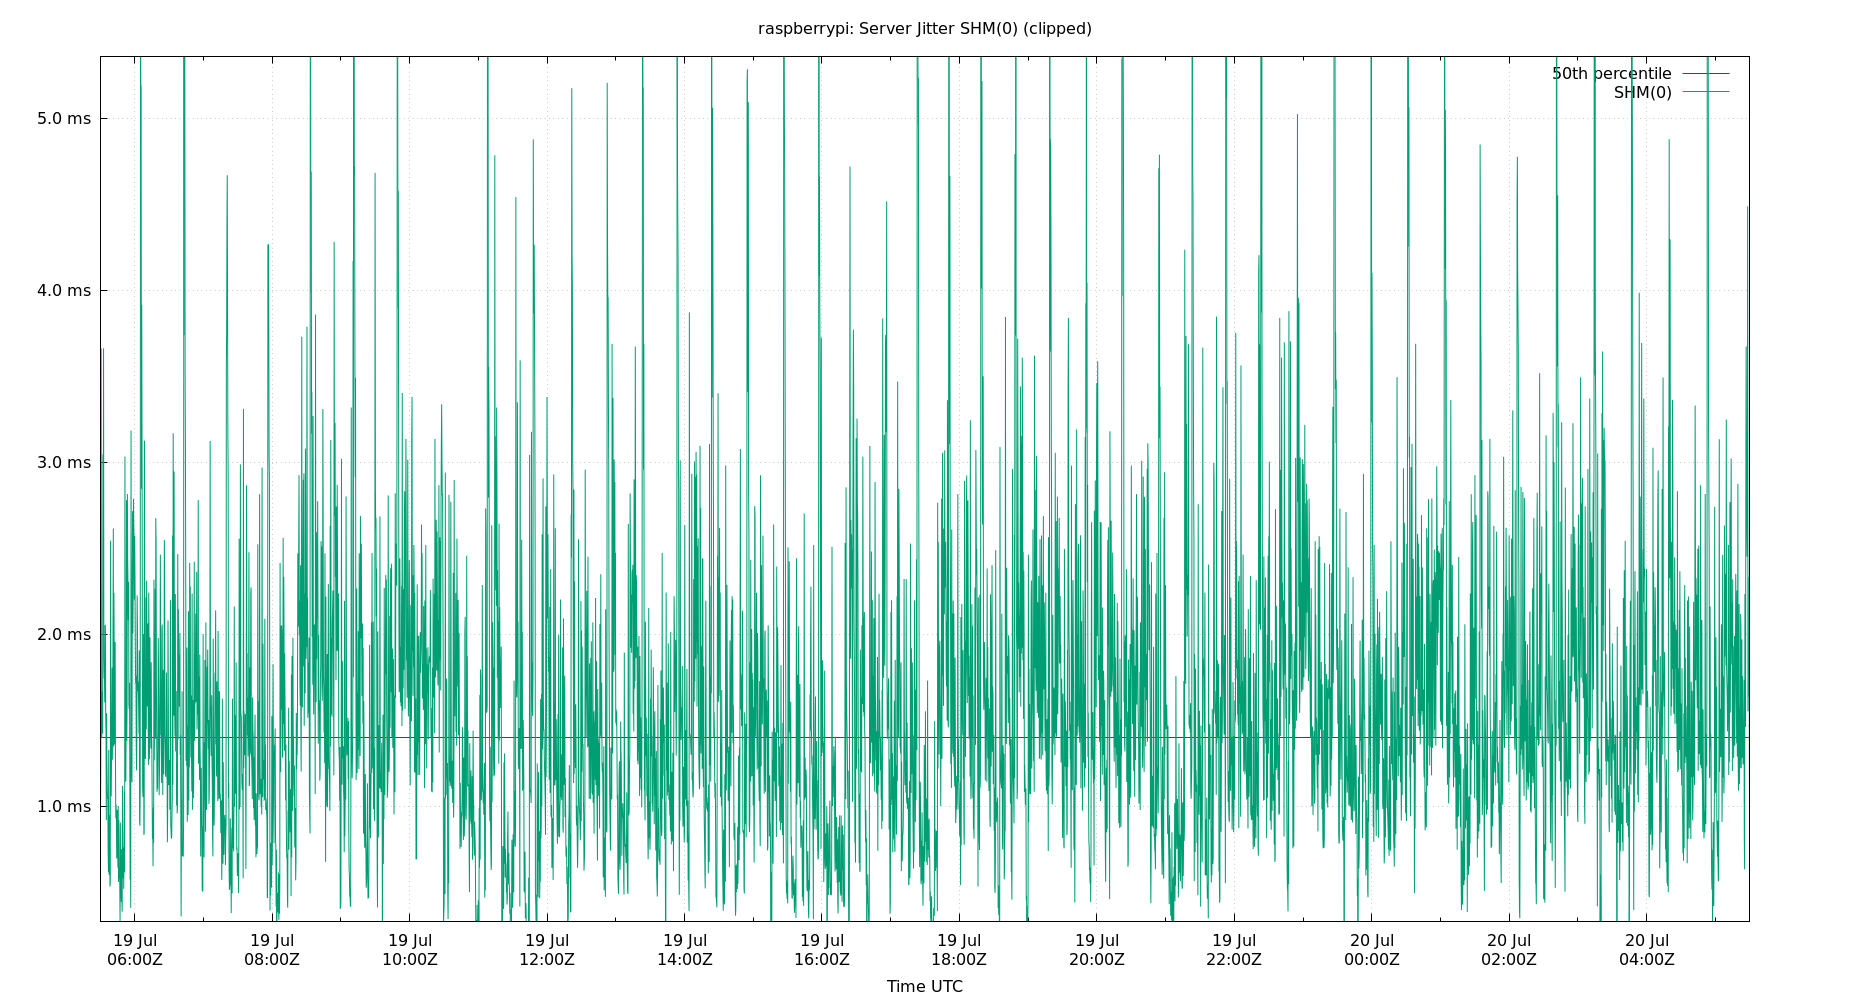 raspberrypi: Server Jitter SHM(0) (clipped)
50th percentile
SHM(0)
5.0 ms
4.0 ms
3.0 ms
2.0 ms
1.0 ms
19 Jul 19 Jul 19 Jul 19 Jul 19 Jul 19 Jul 19 Jul 19 Jul 19 Jul 20 Jul 20 Jul 20 Jul
06:00Z 08:00Z 10:00Z 12:00Z 14:00Z 16:00Z 18:00Z 20:00Z 22:00Z 00:00Z 02:00Z 04:00Z
Time UTC